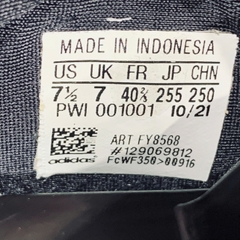 MADE IN INDONESIA
US UK FR JP CHN
7½ 7 40⅔ 255 250
PWI 001001 10/21
ART FY8568
#129069812
adidas FcWF350>00916